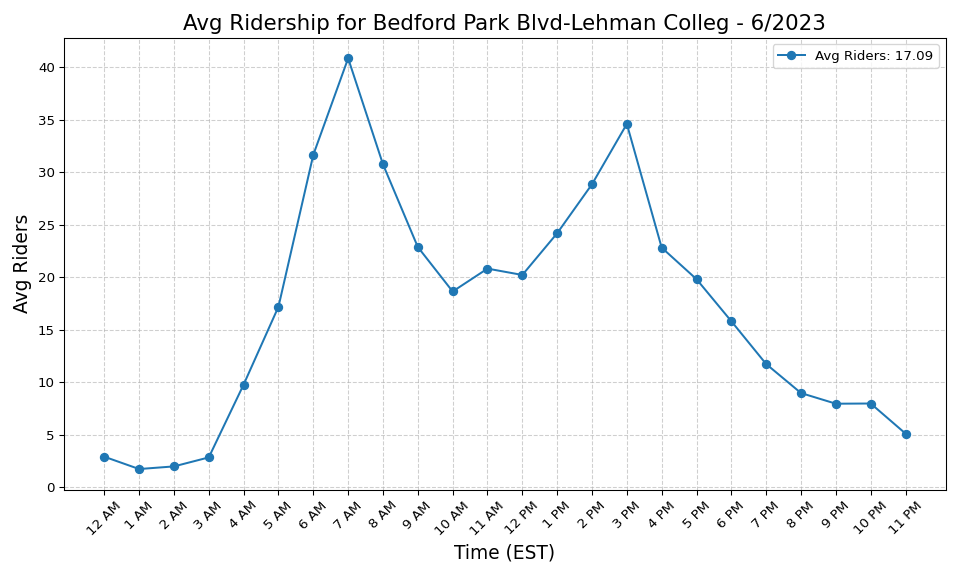 Avg Ridership for Bedford Park Blvd-Lehman Colleg - 6/2023
Avg Riders: 17.09
Avg Riders
40
35
30
25
20
15
10
5
0
12 AM
1 AM
2 AM
3 AM
4 AM
5 AM
6 AM
7 AM
8 AM
9 AM
10 AM
11 AM
12 PM
1 PM
2 PM
3 PM
4 PM
5 PM
6 PM
7 PM
8 PM
9 PM
10 PM
11 PM
Time (EST)